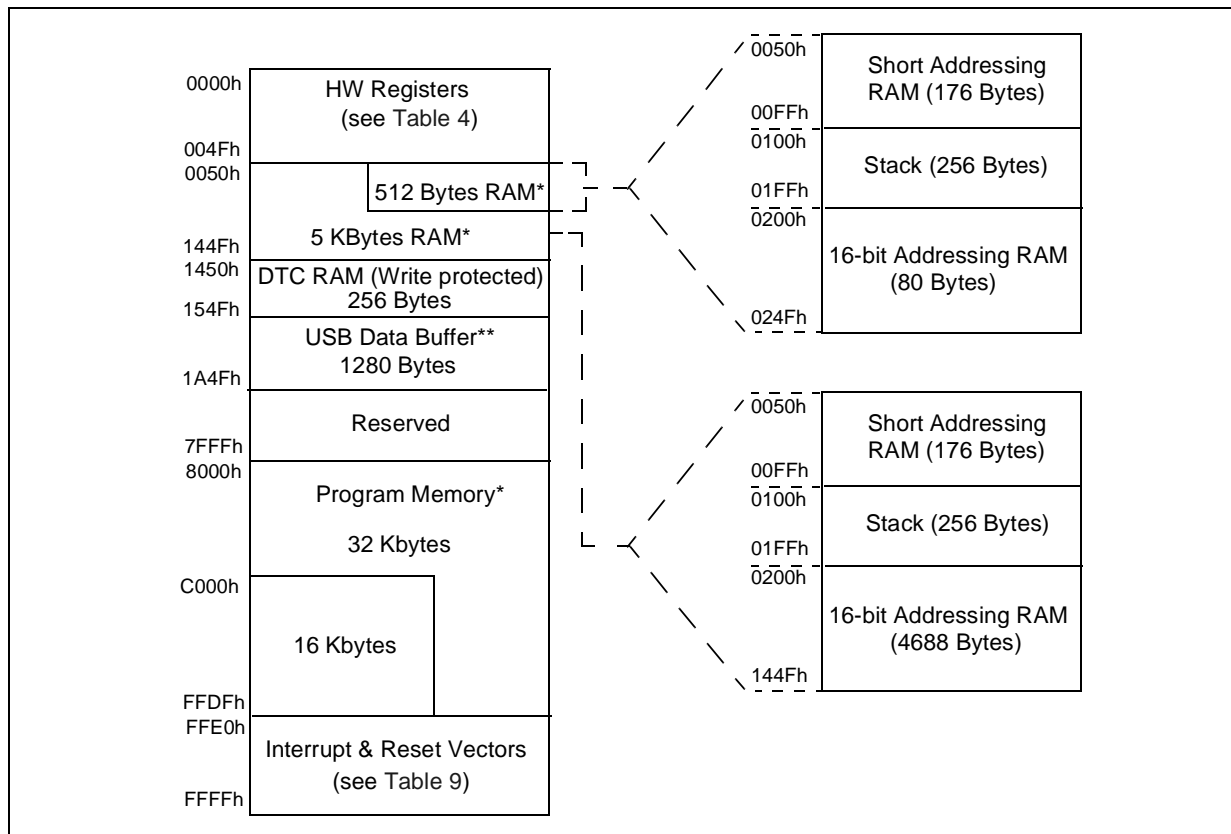 0000h
HW Registers
(see Table 4)
004Fh
0050h
512 Bytes RAM*
5 KBytes RAM*
144Fh
1450h
DTC RAM (Write protected)
256 Bytes
154Fh
USB Data Buffer**
1280 Bytes
1A4Fh
Reserved
7FFFh
8000h
Program Memory*
32 Kbytes
C000h
16 Kbytes
FFDFh
FFE0h
Interrupt & Reset Vectors
(see Table 9)
FFFFh
0050h
Short Addressing
RAM (176 Bytes)
00FFh
0100h
Stack (256 Bytes)
01FFh
0200h
16-bit Addressing RAM
(80 Bytes)
024Fh
0050h
Short Addressing
RAM (176 Bytes)
00FFh
0100h
Stack (256 Bytes)
01FFh
0200h
16-bit Addressing RAM
(4688 Bytes)
144Fh